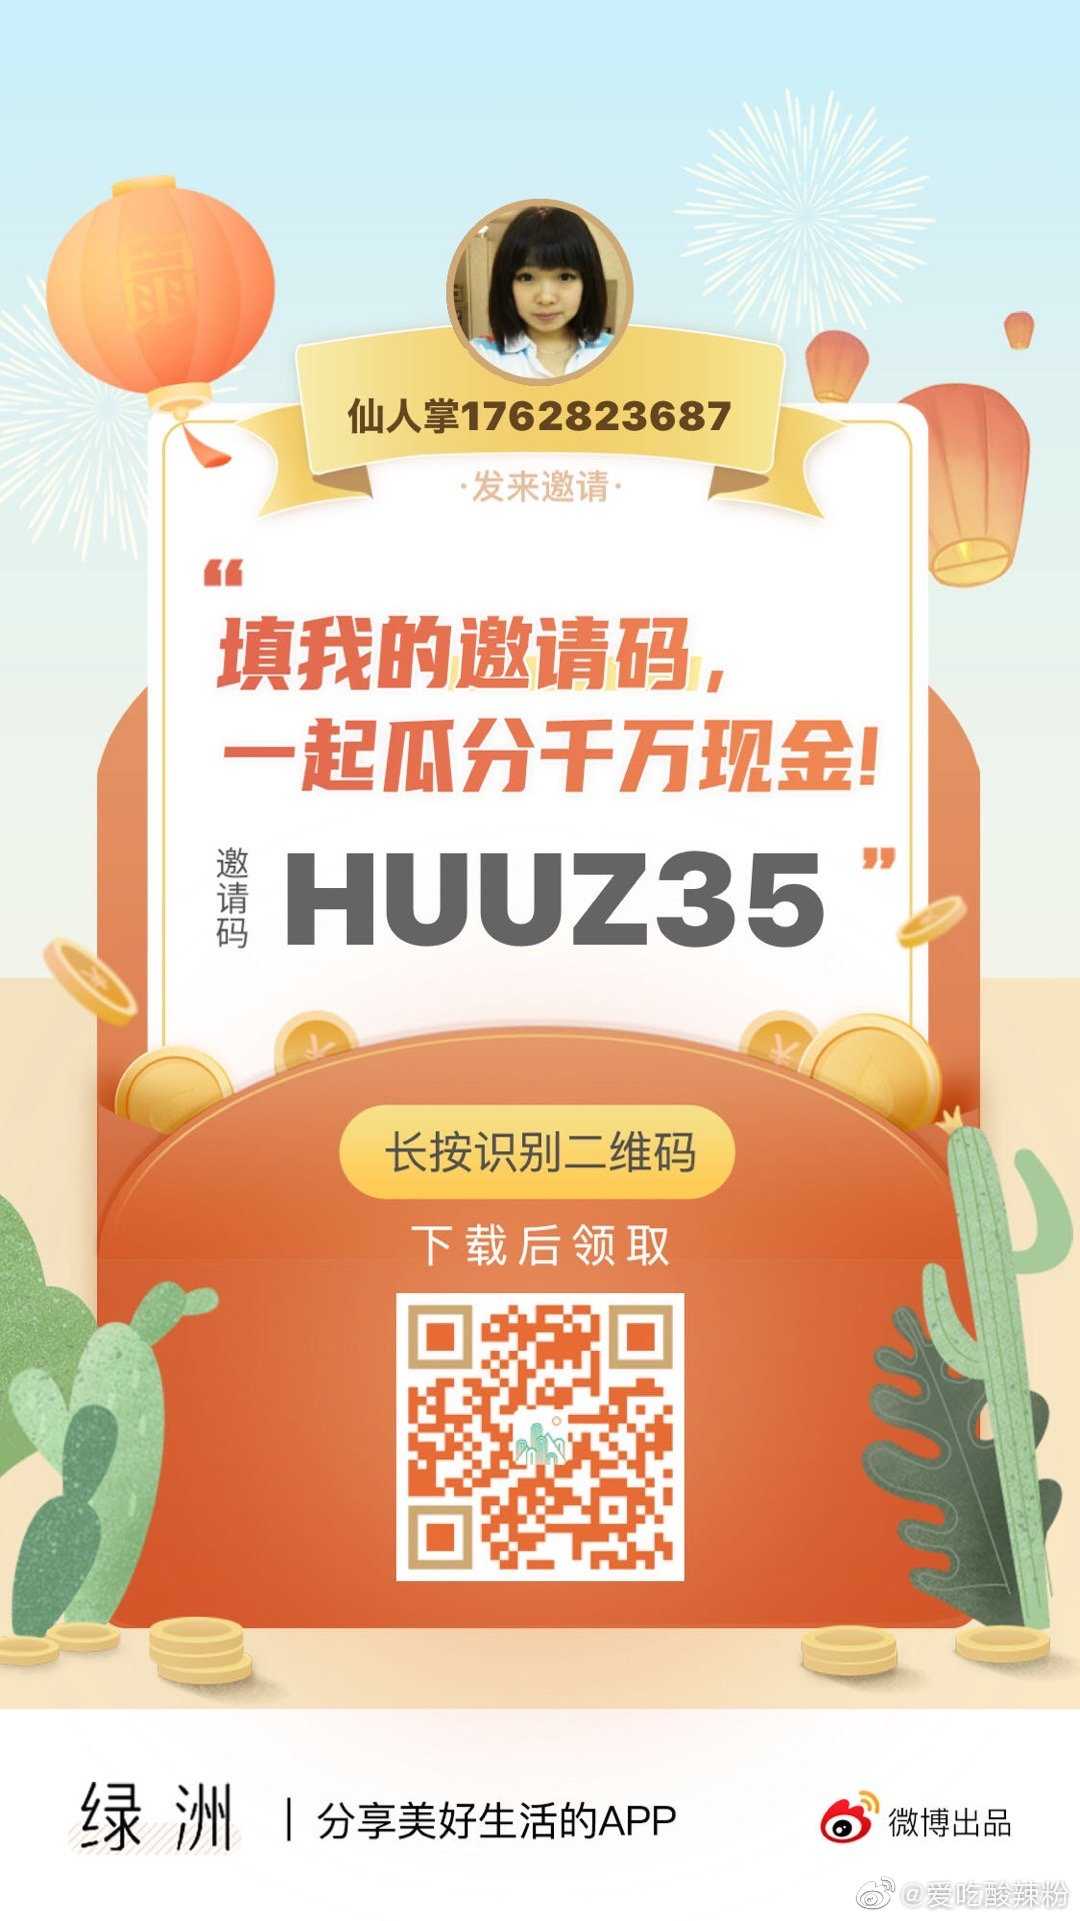 仙人掌1762823687
·发来邀请·
“
填我的邀请码，
一起瓜分千万现金！
邀请码
HUUZ35
”
长按识别二维码
下载后领取
绿洲 | 分享美好生活的APP
微博出品
@爱吃酸辣粉